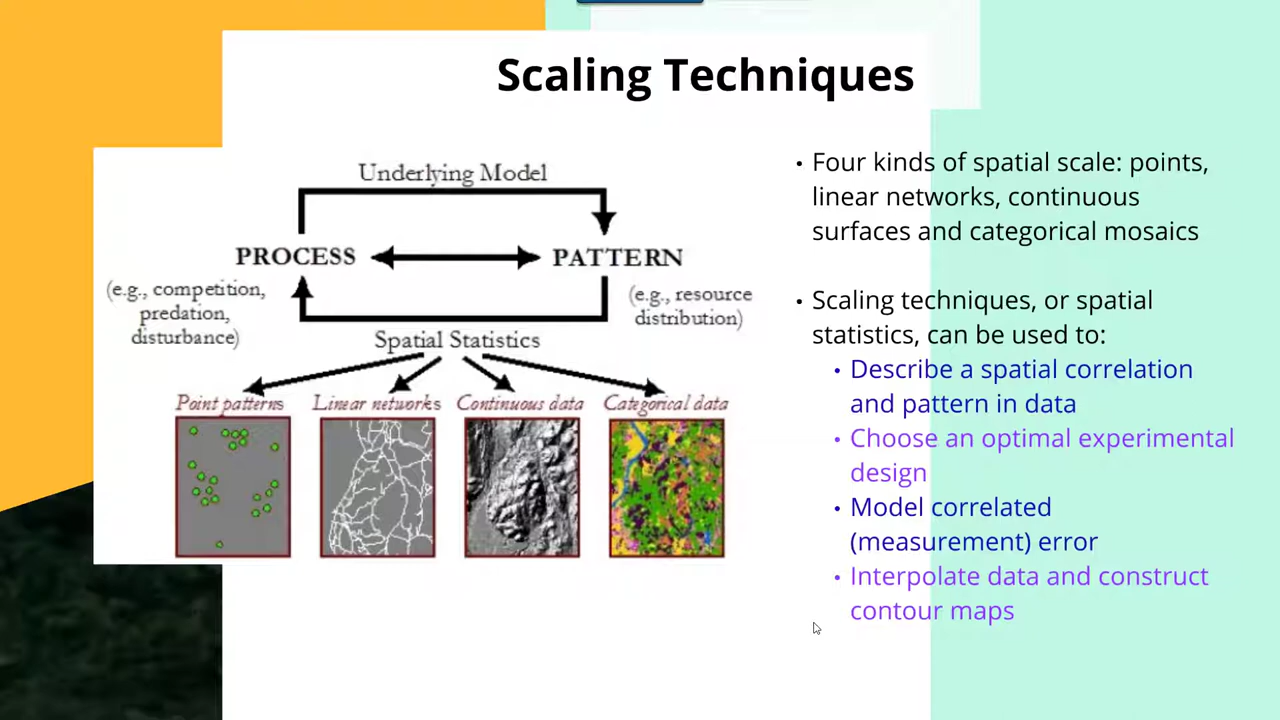 Scaling Techniques
Underlying Model
PROCESS
PATTERN
(e.g., competition,
predation,
disturbance)
(e.g., resource
distribution)
Spatial Statistics
Point patterns
Linear networks
Continuous data
Categorical data
• Four kinds of spatial scale: points,
linear networks, continuous
surfaces and categorical mosaics
• Scaling techniques, or spatial
statistics, can be used to:
• Describe a spatial correlation
and pattern in data
• Choose an optimal experimental
design
• Model correlated
(measurement) error
• Interpolate data and construct
contour maps